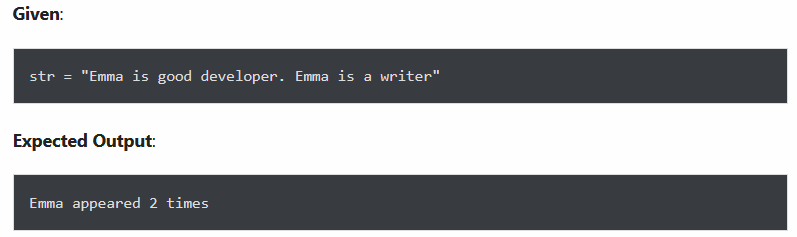 Given:
str = "Emma is good developer. Emma is a writer"
Expected Output:
Emma appeared 2 times